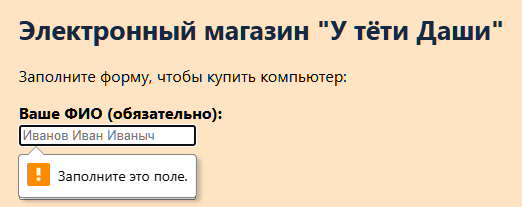 Электронный магазин "У тёти Даши"
Заполните форму, чтобы купить компьютер:
Ваше ФИО (обязательно):
Иванов Иван Иваныч
Заполните это поле.